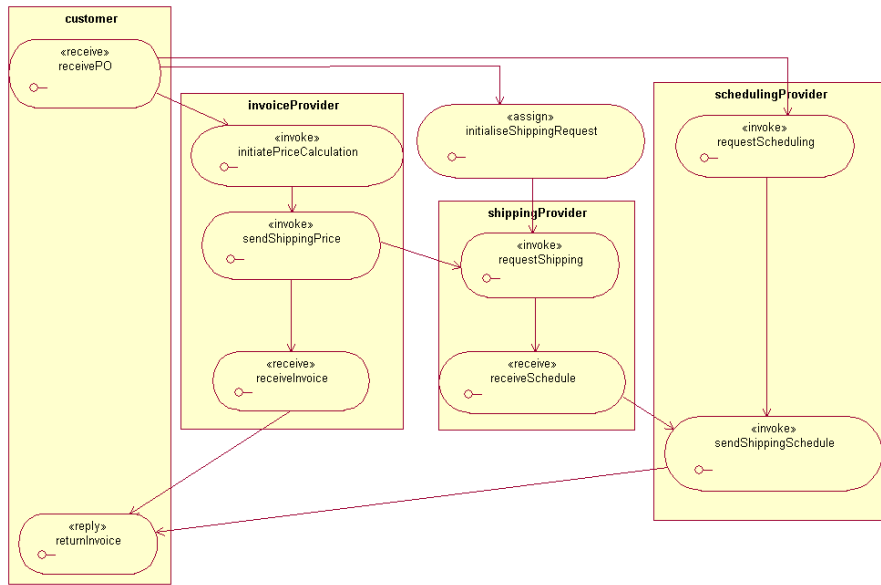 customer
«receive»
receivePO
invoiceProvider
«invoke»
initiatePriceCalculation
«invoke»
sendShippingPrice
«receive»
receiveInvoice
«assign»
initialiseShippingRequest
shippingProvider
«invoke»
requestShipping
«receive»
receiveSchedule
schedulingProvider
«invoke»
requestScheduling
«invoke»
sendShippingSchedule
«reply»
returnInvoice